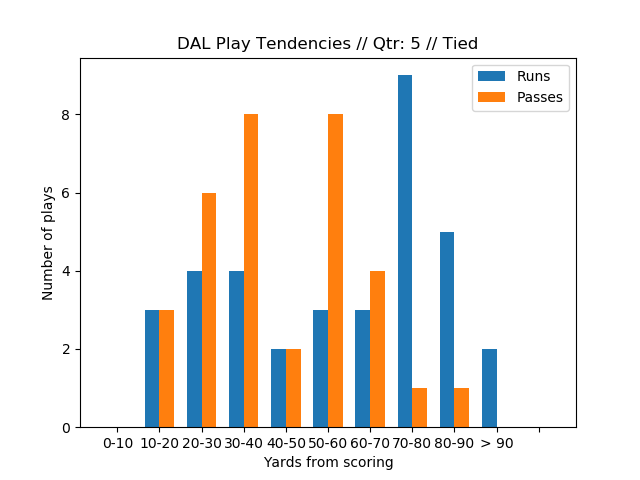 DAL Play Tendencies // Qtr: 5 // Tied
Runs
Passes
Number of plays
8
6
4
2
0
0-10 10-20 20-30 30-40 40-50 50-60 60-70 70-80 80-90 > 90
Yards from scoring